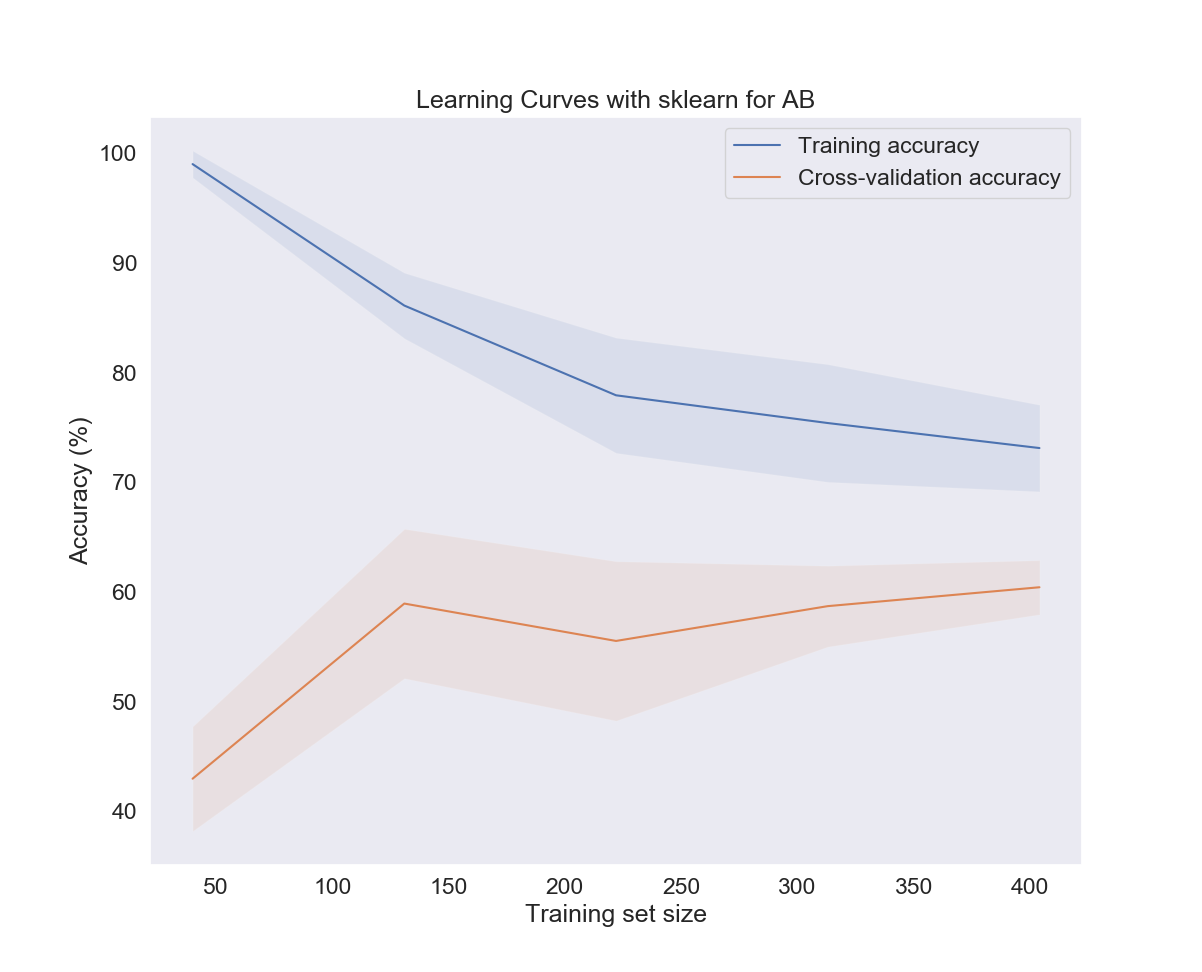 Learning Curves with sklearn for AB
Training accuracy
Cross-validation accuracy
100
90
80
70
60
50
40
Accuracy (%)
50 100 150 200 250 300 350 400
Training set size